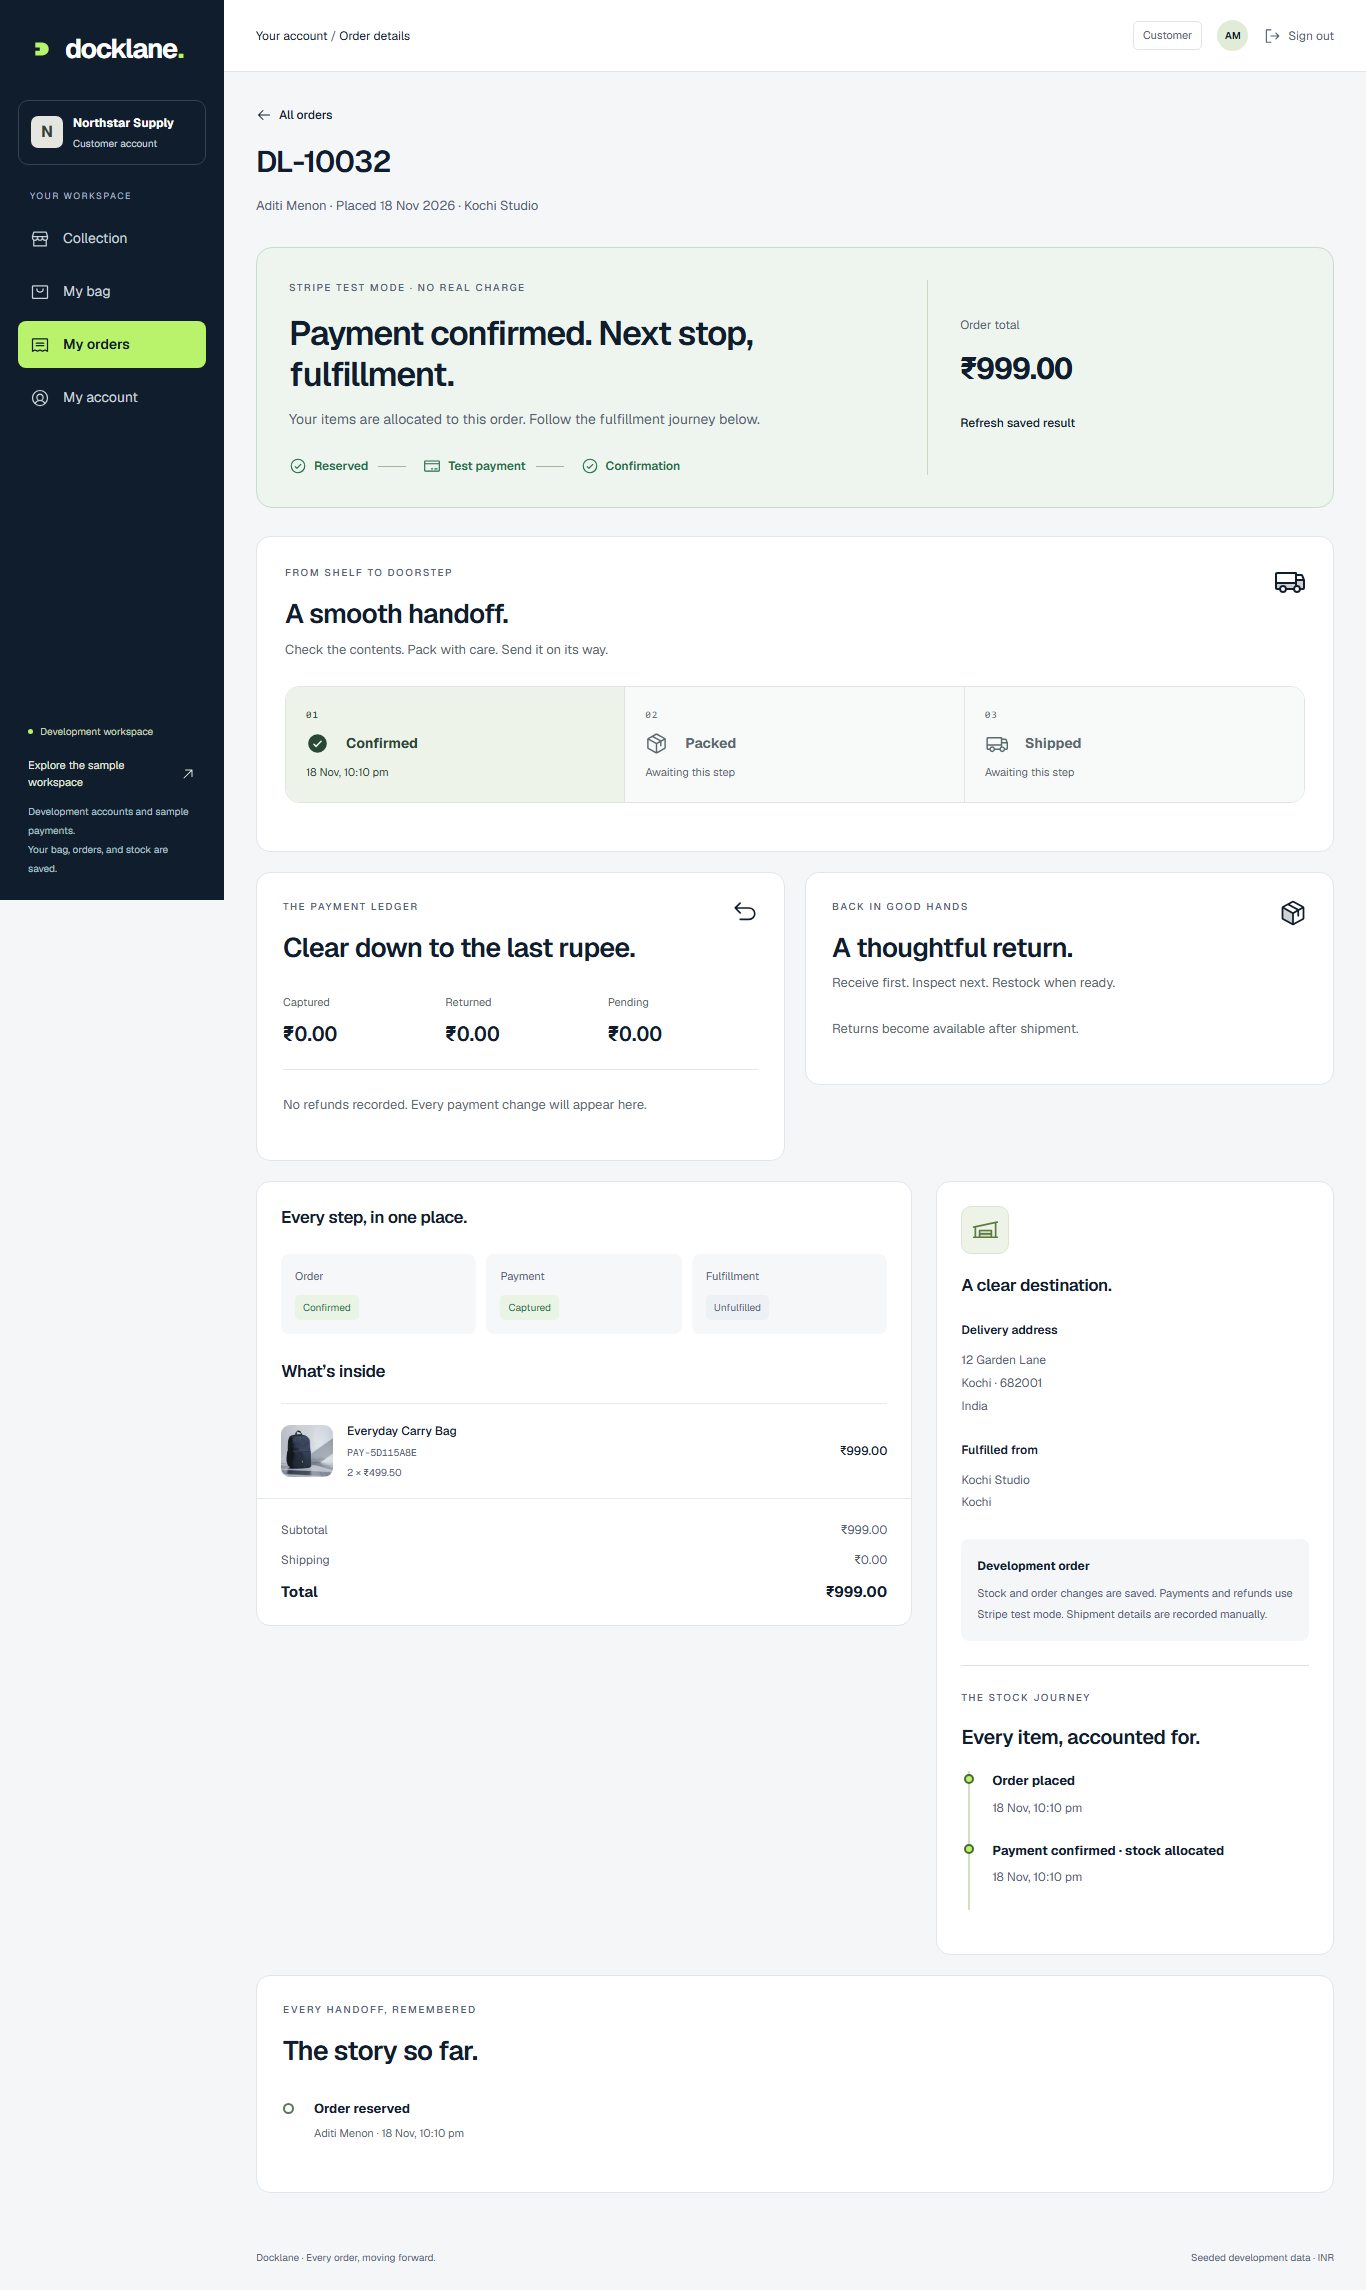 docklane.
N
Northstar Supply
Customer account
YOUR WORKSPACE
Collection
My bag
My orders
My account
Development workspace
Explore the sample
workspace
Development accounts and sample
payments.
Your bag, orders, and stock are
saved.
Your account / Order details
Customer
AM
Sign out
All orders
DL-10032
Aditi Menon · Placed 18 Nov 2026 · Kochi Studio
STRIPE TEST MODE · NO REAL CHARGE
Payment confirmed. Next stop,
fulfillment.
Your items are allocated to this order. Follow the fulfillment journey below.
Reserved
Test payment
Confirmation
Order total
₹999.00
Refresh saved result
FROM SHELF TO DOORSTEP
A smooth handoff.
Check the contents. Pack with care. Send it on its way.
01
Confirmed
18 Nov, 10:10 pm
02
Packed
Awaiting this step
03
Shipped
Awaiting this step
THE PAYMENT LEDGER
Clear down to the last rupee.
Captured
₹0.00
Returned
₹0.00
Pending
₹0.00
No refunds recorded. Every payment change will appear here.
BACK IN GOOD HANDS
A thoughtful return.
Receive first. Inspect next. Restock when ready.
Returns become available after shipment.
Every step, in one place.
Order
Confirmed
Payment
Captured
Fulfillment
Unfulfilled
What's inside
Everyday Carry Bag
PAY-5D115A8E
2 × ₹499.50
₹999.00
Subtotal ₹999.00
Shipping ₹0.00
Total ₹999.00
A clear destination.
Delivery address
12 Garden Lane
Kochi · 682001
India
Fulfilled from
Kochi Studio
Kochi
Development order
Stock and order changes are saved. Payments and refunds use
Stripe test mode. Shipment details are recorded manually.
THE STOCK JOURNEY
Every item, accounted for.
Order placed
18 Nov, 10:10 pm
Payment confirmed · stock allocated
18 Nov, 10:10 pm
EVERY HANDOFF, REMEMBERED
The story so far.
Order reserved
Aditi Menon · 18 Nov, 10:10 pm
Docklane · Every order, moving forward.
Seeded development data · INR